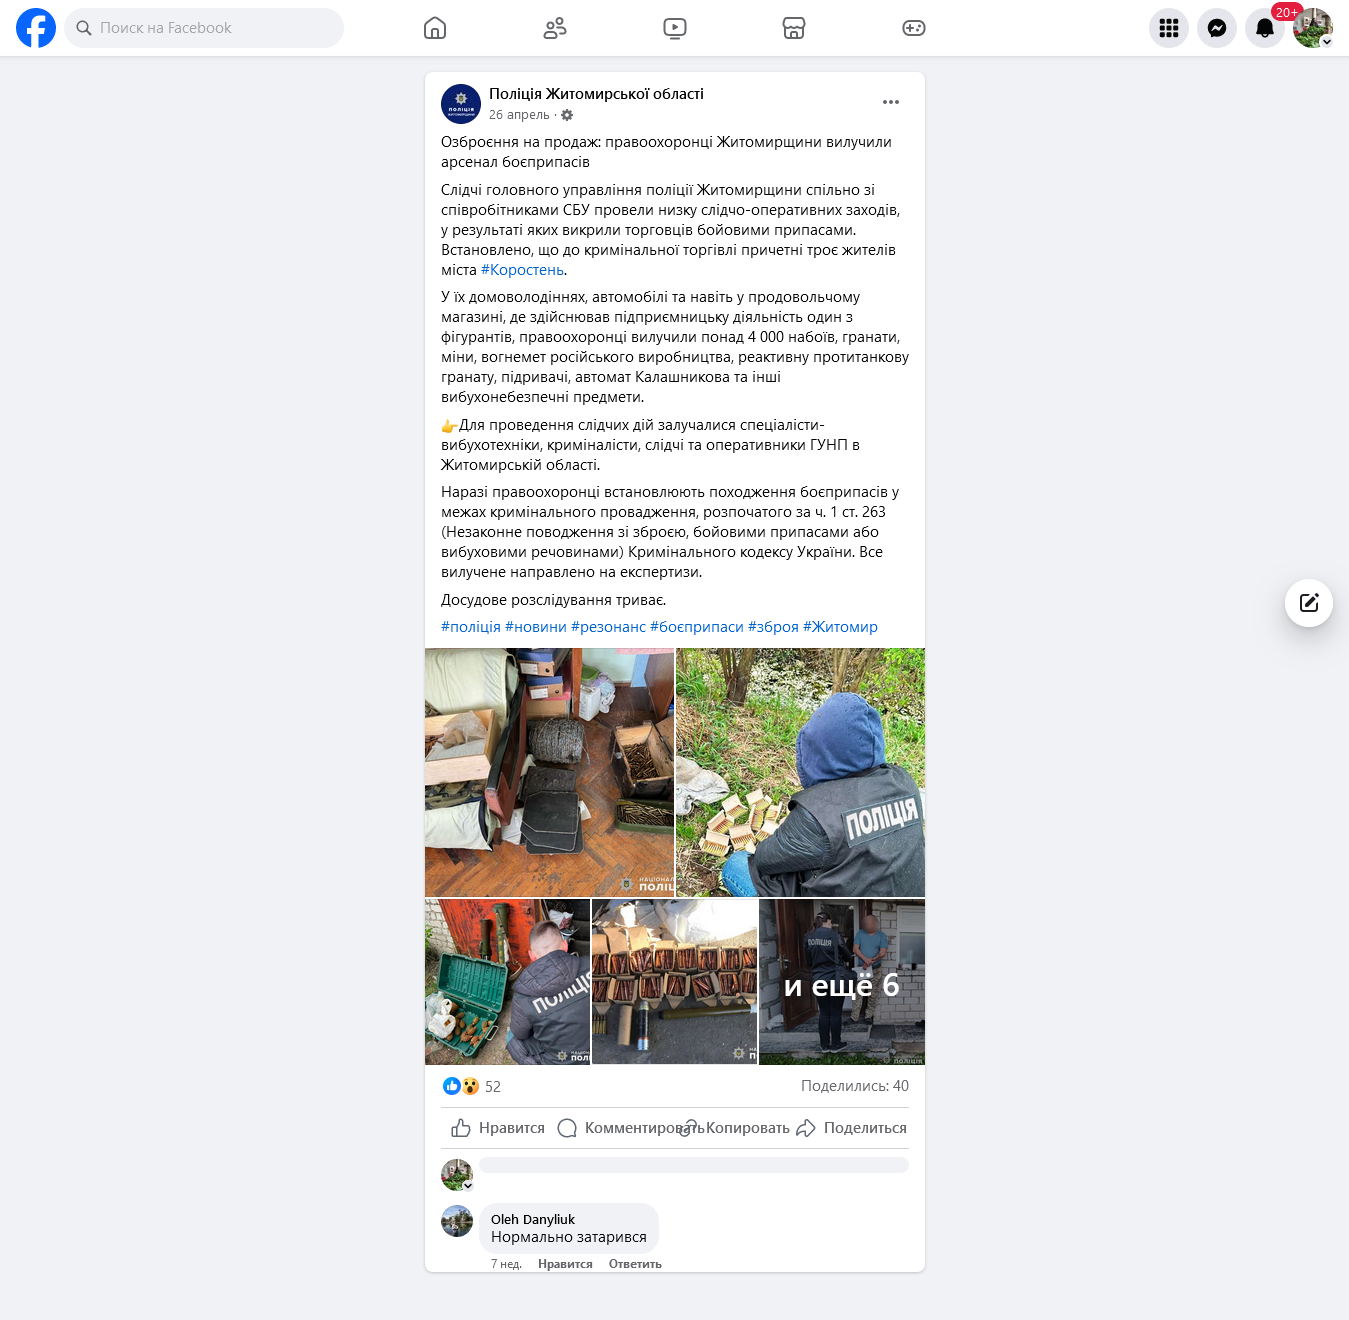 Поиск на Facebook
20+
Поліція Житомирської області
26 апрель ·
Озброєння на продаж: правоохоронці Житомирщини вилучили
арсенал боєприпасів
Слідчі головного управління поліції Житомирщини спільно зі
співробітниками СБУ провели низку слідчо-оперативних заходів,
у результаті яких викрили торговців бойовими припасами.
Встановлено, що до кримінальної торгівлі причетні троє жителів
міста #Коростень.
У їх домоволодіннях, автомобілі та навіть у продовольчому
магазині, де здійснював підприємницьку діяльність один з
фігурантів, правоохоронці вилучили понад 4 000 набоїв, гранати,
міни, вогнемет російського виробництва, реактивну протитанкову
гранату, підривачі, автомат Калашникова та інші
вибухонебезпечні предмети.
👉Для проведення слідчих дій залучалися спеціалісти-
вибухотехніки, криміналісти, слідчі та оперативники ГУНП в
Житомирській області.
Наразі правоохоронці встановлюють походження боєприпасів у
межах кримінального провадження, розпочатого за ч. 1 ст. 263
(Незаконне поводження зі зброєю, бойовими припасами або
вибуховими речовинами) Кримінального кодексу України. Все
вилучене направлено на експертизи.
Досудове розслідування триває.
#поліція #новини #резонанс #боєприпаси #зброя #Житомир
ПОЛІЦІЯ
ПОЛІЦІЯ
и ещё 6
52
Поделились: 40
Нравится Комментировать Копировать Поделиться
Oleh Danyliuk
Нормально затарився
7 нед. Нравится Ответить